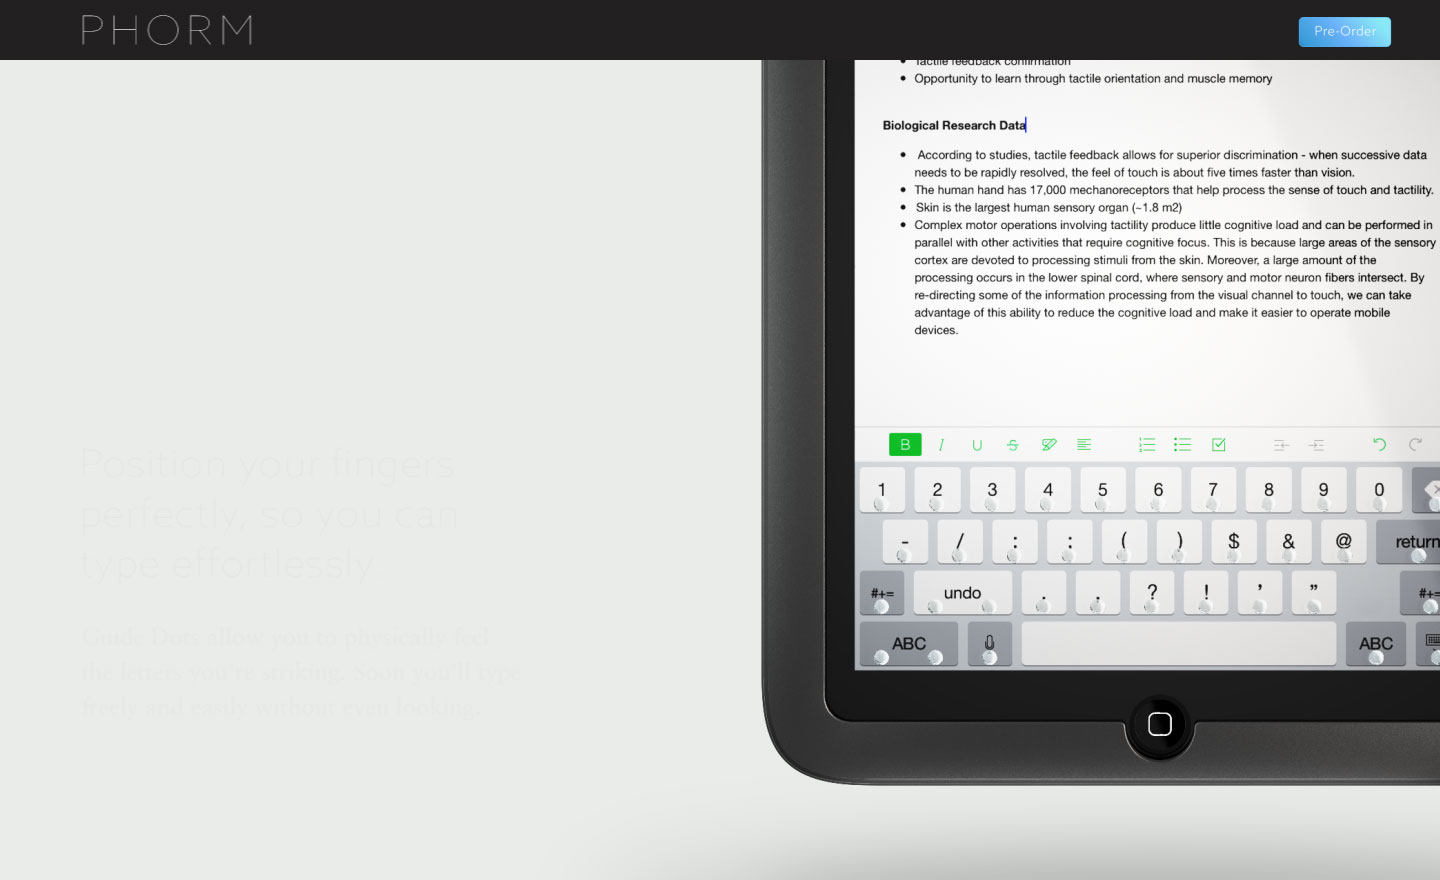 PHORM
Pre-Order
Tactile feedback confirmation
• Opportunity to learn through tactile orientation and muscle memory
Biological Research Data
• According to studies, tactile feedback allows for superior discrimination - when successive data
needs to be rapidly resolved, the feel of touch is about five times faster than vision.
• The human hand has 17,000 mechanoreceptors that help process the sense of touch and tactility.
• Skin is the largest human sensory organ (~1.8 m2)
• Complex motor operations involving tactility produce little cognitive load and can be performed in
parallel with other activities that require cognitive focus. This is because large areas of the sensory
cortex are devoted to processing stimuli from the skin. Moreover, a large amount of the
processing occurs in the lower spinal cord, where sensory and motor neuron fibers intersect. By
re-directing some of the information processing from the visual channel to touch, we can take
advantage of this ability to reduce the cognitive load and make it easier to operate mobile
devices.
Position your fingers
perfectly, so you can
type effortlessly.
Guide Dots allow you to physically feel
the letters you're striking. Soon you'll type
freely and easily without even looking.
B I U S
1 2 3 4 5 6 7 8 9 0
- / : : ( ) $ & @ return
#+= undo . . ? ! ' " #+=
ABC ABC